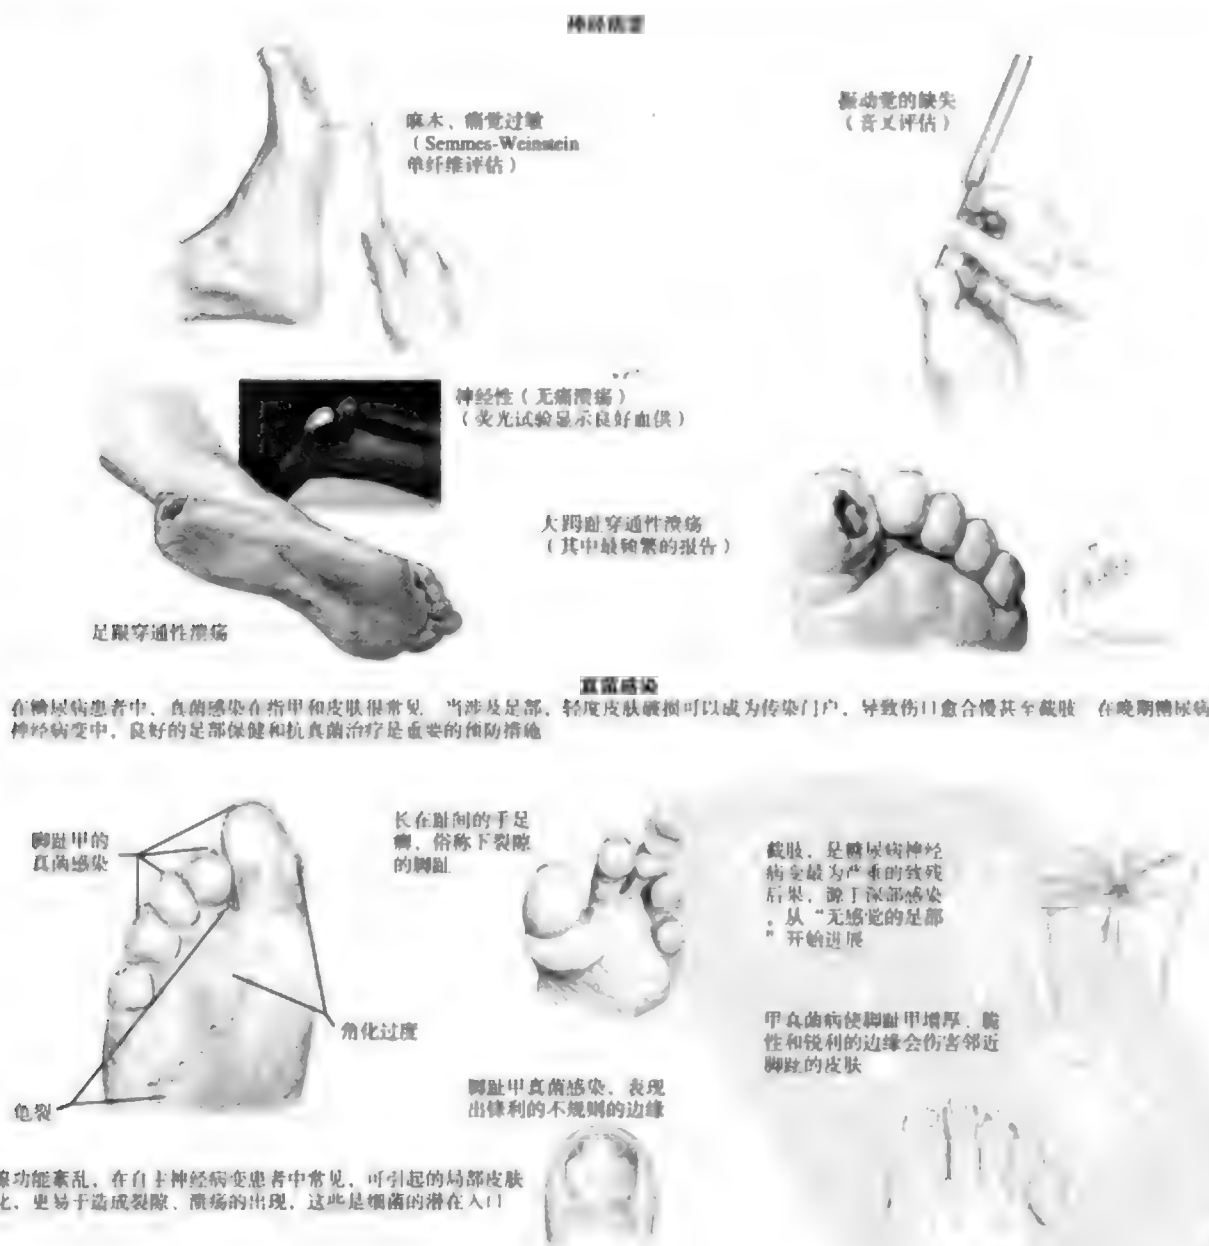 神经病变
麻木、痛觉过敏
（Semmes-Weinstein
单纤维评估）
振动觉的缺失
（音叉评估）
神经性（无痛溃疡）
（荧光试验显示良好血供）
大踇趾穿通性溃疡
（其中最频繁的报告）
足跟穿通性溃疡
真菌感染
在糖尿病患者中，真菌感染在指甲和皮肤很常见 当涉及足部，轻度皮肤破损可以成为传染门户，导致伤口愈合慢甚至截肢 在晚期糖尿病
神经病变中，良好的足部保健和抗真菌治疗是重要的预防措施
脚趾甲的
真菌感染
长在趾间的手足
癣，俗称下裂隙
的脚趾
截肢，是糖尿病神经
病变最为严重的致残
后果，源于深部感染
，从“无感觉的足部
”开始进展
角化过度
甲真菌病使脚趾甲增厚，脆
性和锐利的边缘会伤害邻近
脚趾的皮肤
龟裂
脚趾甲真菌感染，表现
出锋利的不规则的边缘
腺功能紊乱，在自主神经病变患者中常见，可引起的局部皮肤
化，更易于造成裂隙、溃疡的出现，这些是细菌的潜在入口